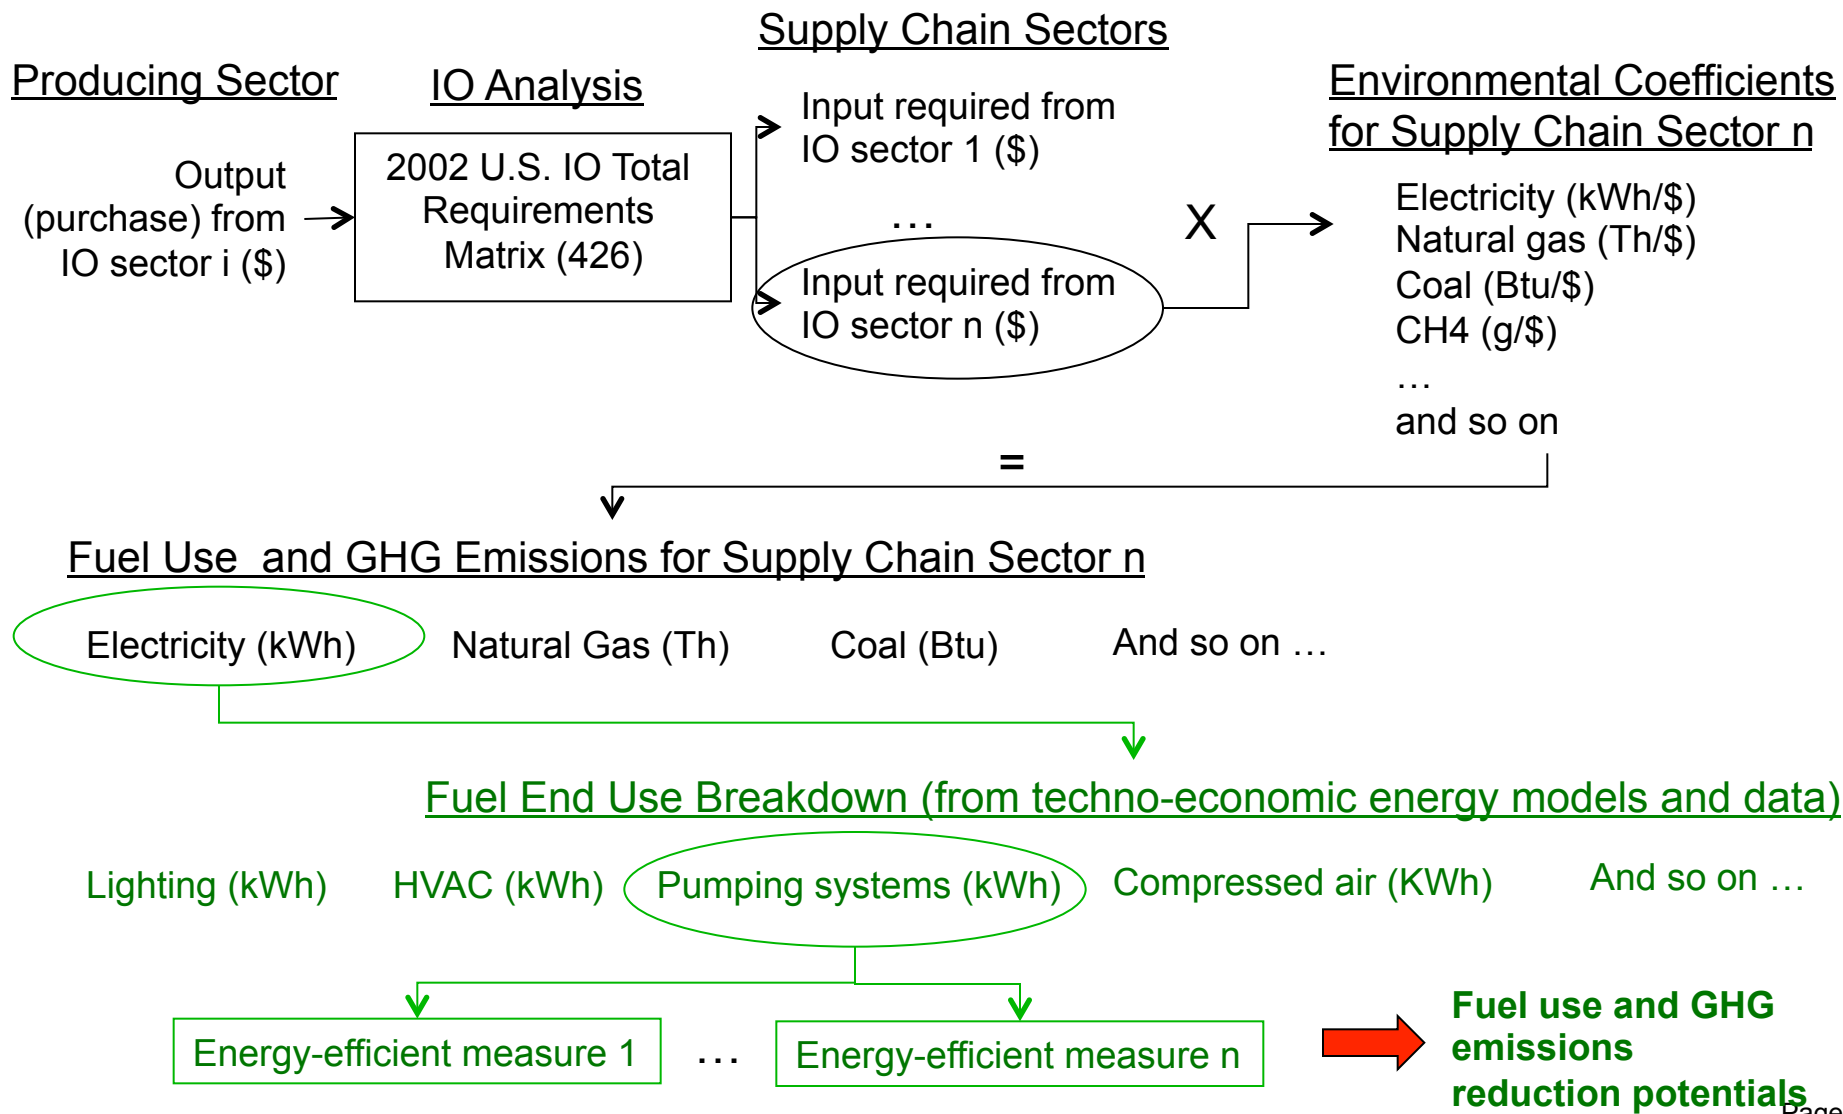 Supply Chain Sectors
Producing Sector
IO Analysis
Environmental Coefficients
for Supply Chain Sector n
Output
(purchase) from
IO sector i ($)
2002 U.S. IO Total
Requirements
Matrix (426)
Input required from
IO sector 1 ($)
…
Input required from
IO sector n ($)
X
Electricity (kWh/$)
Natural gas (Th/$)
Coal (Btu/$)
CH4 (g/$)
…
and so on
=
Fuel Use  and GHG Emissions for Supply Chain Sector n
Electricity (kWh)
Natural Gas (Th)
Coal (Btu)
And so on …
Fuel End Use Breakdown (from techno-economic energy models and data)
Lighting (kWh)
HVAC (kWh)
Pumping systems (kWh)
Compressed air (KWh)
And so on …
Energy-efficient measure 1
…
Energy-efficient measure n
Fuel use and GHG
emissions
reduction potentials
Page